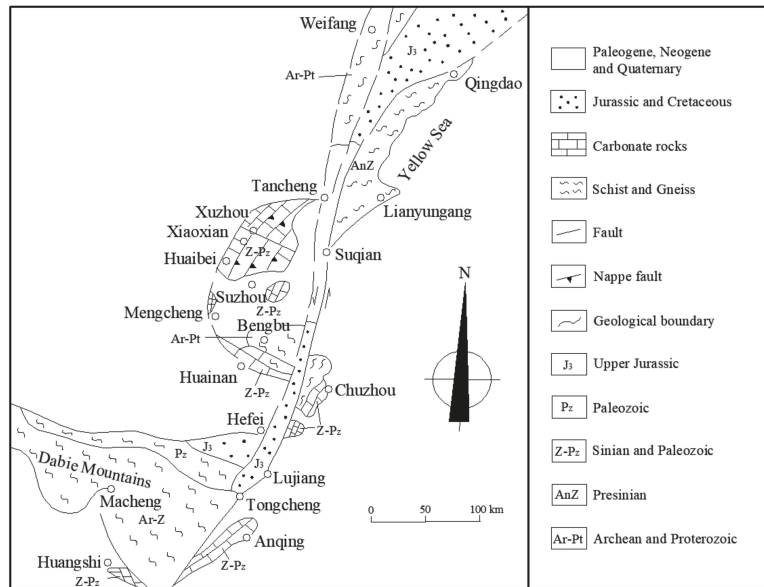 Weifang
J3
Ar-Pt
Qingdao
Yellow Sea
AnZ
Tancheng
Lianyungang
Xuzhou
Xiaoxian
Z-Pz
Huaibei
Suqian
Suzhou
Z-Pz
Mengcheng
Bengbu
Ar-Pt
Huainan
Z-Pz
Chuzhou
Z-Pz
Hefei
Pz
J3
J3
Lujiang
Dabie Mountains
Macheng
Tongcheng
Ar-Z
Anqing
Z-Pz
Huangshi
Z-Pz
N
0 50 100 km
Paleogene, Neogene
and Quaternary
Jurassic and Cretaceous
Carbonate rocks
Schist and Gneiss
Fault
Nappe fault
Geological boundary
J3 Upper Jurassic
Pz Paleozoic
Z-Pz Sinian and Paleozoic
AnZ Presinian
Ar-Pt Archean and Proterozoic